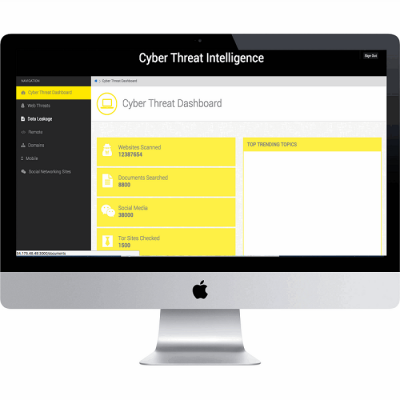 Cyber Threat Intelligence
Sign Out
NAVIGATION
Cyber Threat Dashboard
Web Threats
Data Leakage
Remote
Domains
Mobile
Social Networking Sites
Cyber Threat Dashboard
Cyber Threat Dashboard
Websites Scanned
12387654
Documents Searched
8800
Social Media
38000
Tor Sites Checked
1500
TOP TRENDING TOPICS